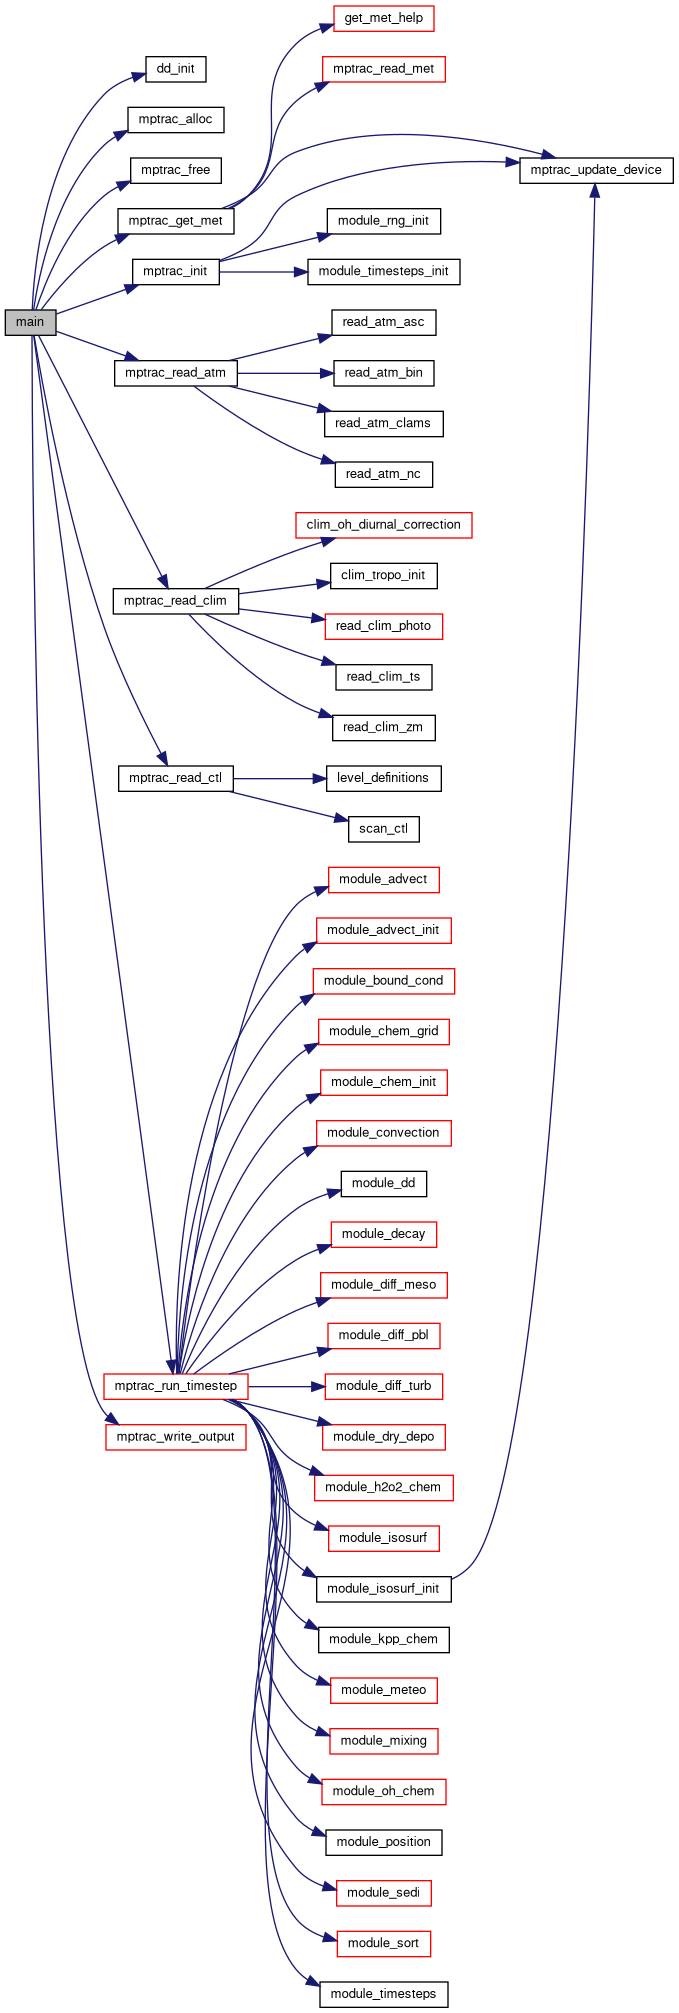 get_met_help
dd_init
mptrac_read_met
mptrac_alloc
mptrac_free
mptrac_update_device
mptrac_get_met
module_rng_init
mptrac_init
module_timesteps_init
main
read_atm_asc
mptrac_read_atm
read_atm_bin
read_atm_clams
read_atm_nc
clim_oh_diurnal_correction
clim_tropo_init
mptrac_read_clim
read_clim_photo
read_clim_ts
read_clim_zm
mptrac_read_ctl
level_definitions
scan_ctl
module_advect
module_advect_init
module_bound_cond
module_chem_grid
module_chem_init
module_convection
module_dd
module_decay
module_diff_meso
module_diff_pbl
mptrac_run_timestep
module_diff_turb
mptrac_write_output
module_dry_depo
module_h2o2_chem
module_isosurf
module_isosurf_init
module_kpp_chem
module_meteo
module_mixing
module_oh_chem
module_position
module_sedi
module_sort
module_timesteps